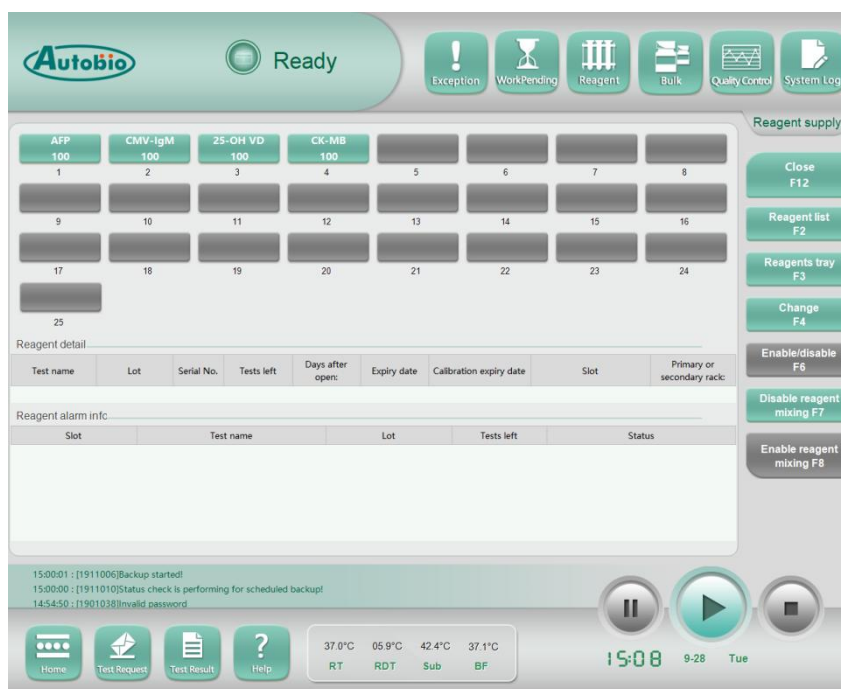 Autobio
Ready
Exception
WorkPending
Reagent
Bulk
Quality Control
System Log
Reagent supply
AFP
100
CMV-IgM
100
25-OH VD
100
CK-MB
100
1 2 3 4 5 6 7 8
9 10 11 12 13 14 15 16
17 18 19 20 21 22 23 24
25
Close
F12
Reagent list
F2
Reagents tray
F3
Change
F4
Enable/disable
F6
Disable reagent
mixing F7
Enable reagent
mixing F8
Reagent detail
Test name Lot Serial No. Tests left Days after open: Expiry date Calibration expiry date Slot Primary or secondary rack:
Reagent alarm info
Slot Test name Lot Tests left Status
15:00:01 : [1911006]Backup started!
15:00:00 : [1911010]Status check is performing for scheduled backup!
14:54:50 : [1901038]Invalid password
Home
Test Request
Test Result
Help
37.0°C 05.9°C 42.4°C 37.1°C
RT RDT Sub BF
15:08 9-28 Tue